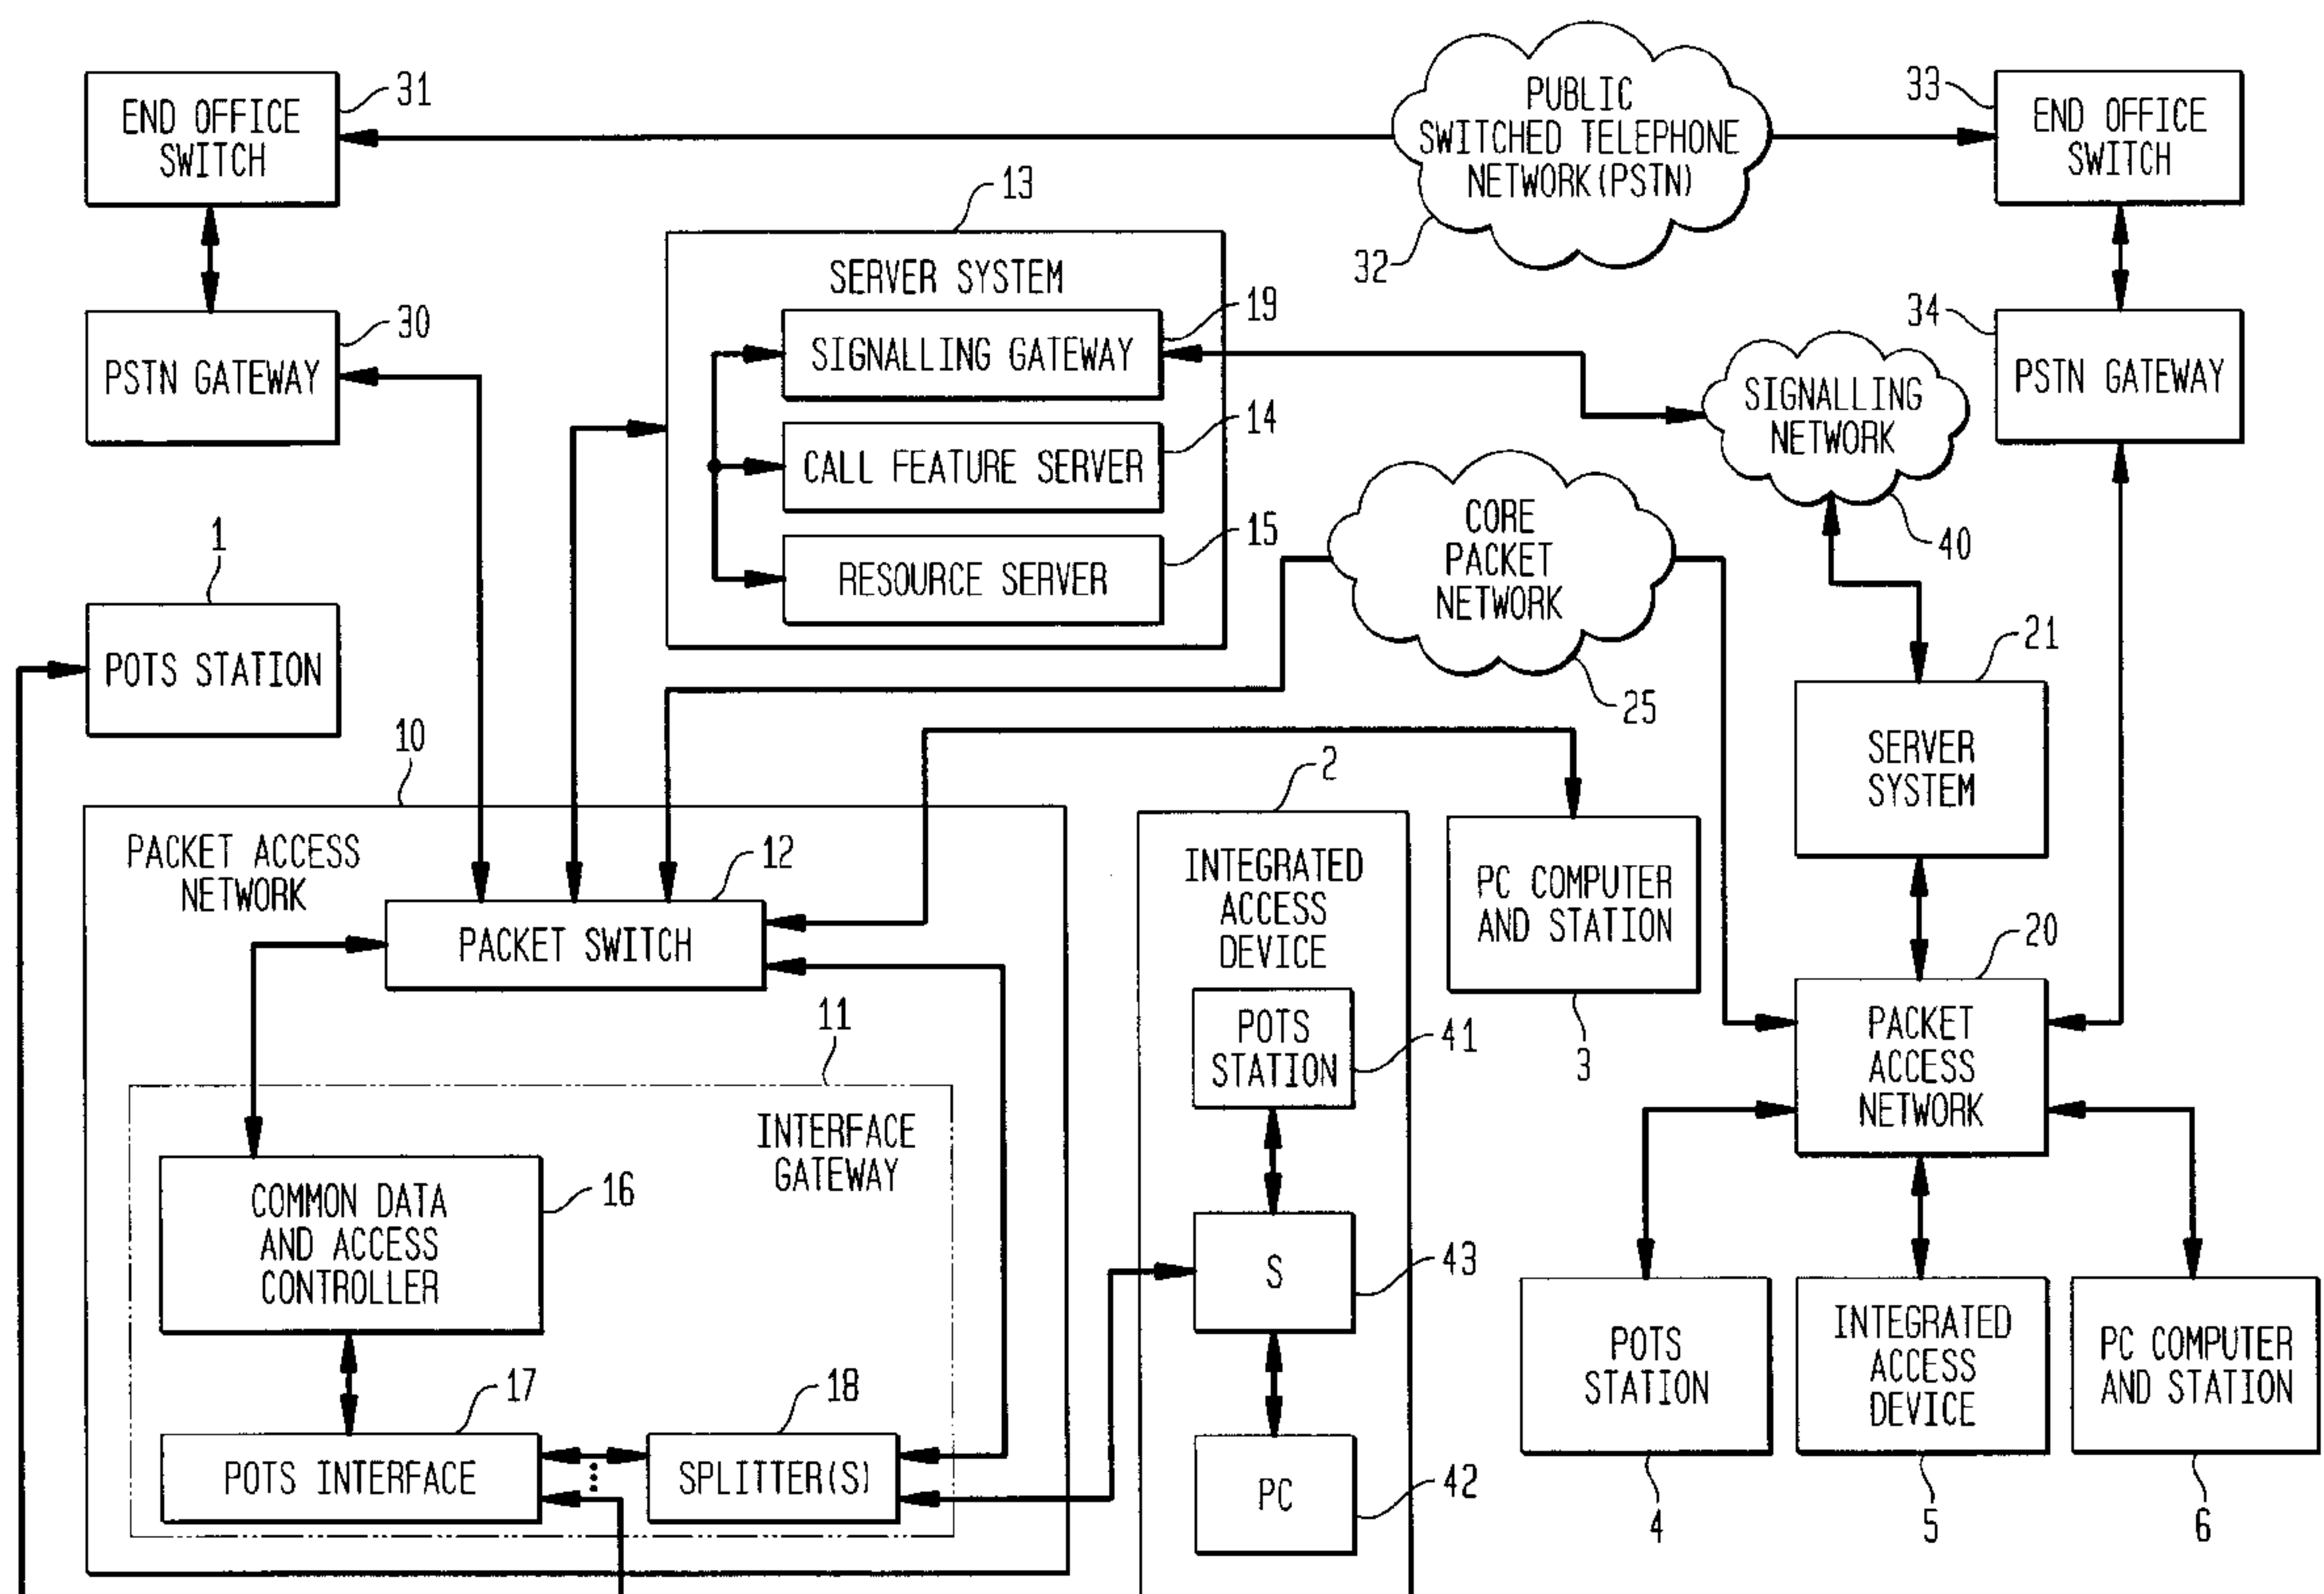 END OFFICE
SWITCH
31
PUBLIC
SWITCHED TELEPHONE
NETWORK(PSTN)
32
33
END OFFICE
SWITCH
13
SERVER SYSTEM
30
PSTN GATEWAY
19
SIGNALLING GATEWAY
14
CALL FEATURE SERVER
15
RESOURCE SERVER
34
PSTN GATEWAY
SIGNALLING
NETWORK
40
CORE
PACKET
NETWORK
25
1
POTS STATION
21
SERVER
SYSTEM
10
PACKET ACCESS
NETWORK
12
PACKET SWITCH
2
INTEGRATED
ACCESS
DEVICE
PC COMPUTER
AND STATION
3
20
PACKET
ACCESS
NETWORK
11
INTERFACE
GATEWAY
16
COMMON DATA
AND ACCESS
CONTROLLER
17
POTS INTERFACE
18
SPLITTER(S)
POTS
STATION
41
S
43
PC
42
POTS
STATION
4
INTEGRATED
ACCESS
DEVICE
5
PC COMPUTER
AND STATION
6